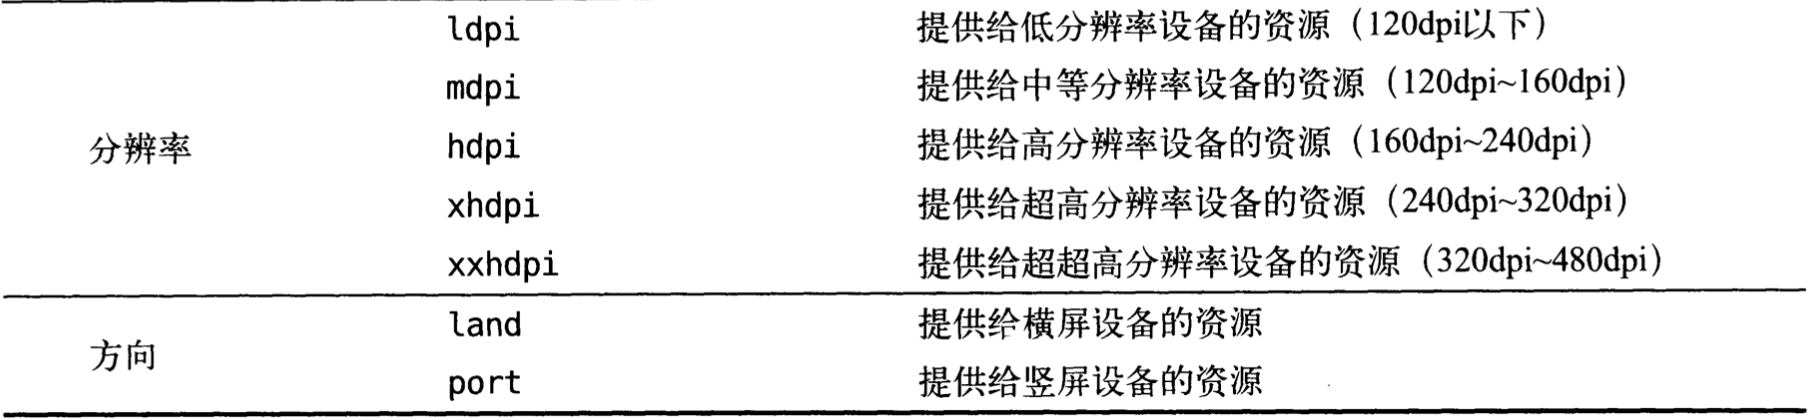 ldpi 提供给低分辨率设备的资源（120dpi以下）
mdpi 提供给中等分辨率设备的资源（120dpi~160dpi）
分辨率 hdpi 提供给高分辨率设备的资源（160dpi~240dpi）
xhdpi 提供给超高分辨率设备的资源（240dpi~320dpi）
xxhdpi 提供给超超高分辨率设备的资源（320dpi~480dpi）
land 提供给横屏设备的资源
方向
port 提供给竖屏设备的资源